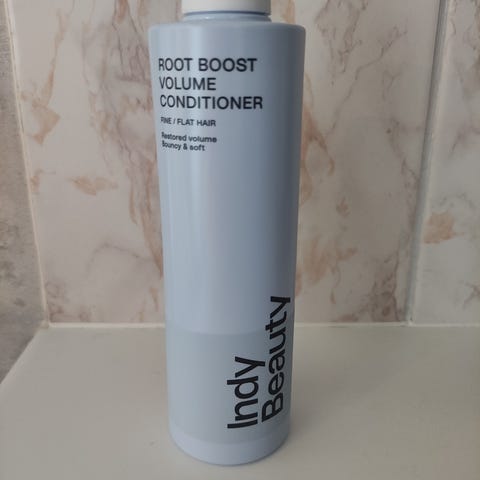 ROOT BOOST
VOLUME
CONDITIONER
FINE / FLAT HAIR
Restored volume
Bouncy & soft
Indy
Beauty